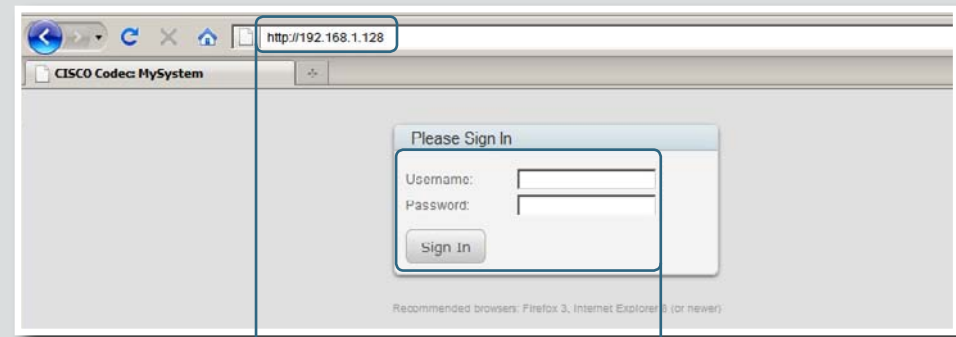 http://192.168.1.128
CISCO Codec: MySystem
Please Sign In
Username:
Password:
Sign In
Recommended browsers: Firefox 3, Internet Explorer 8 (or newer)